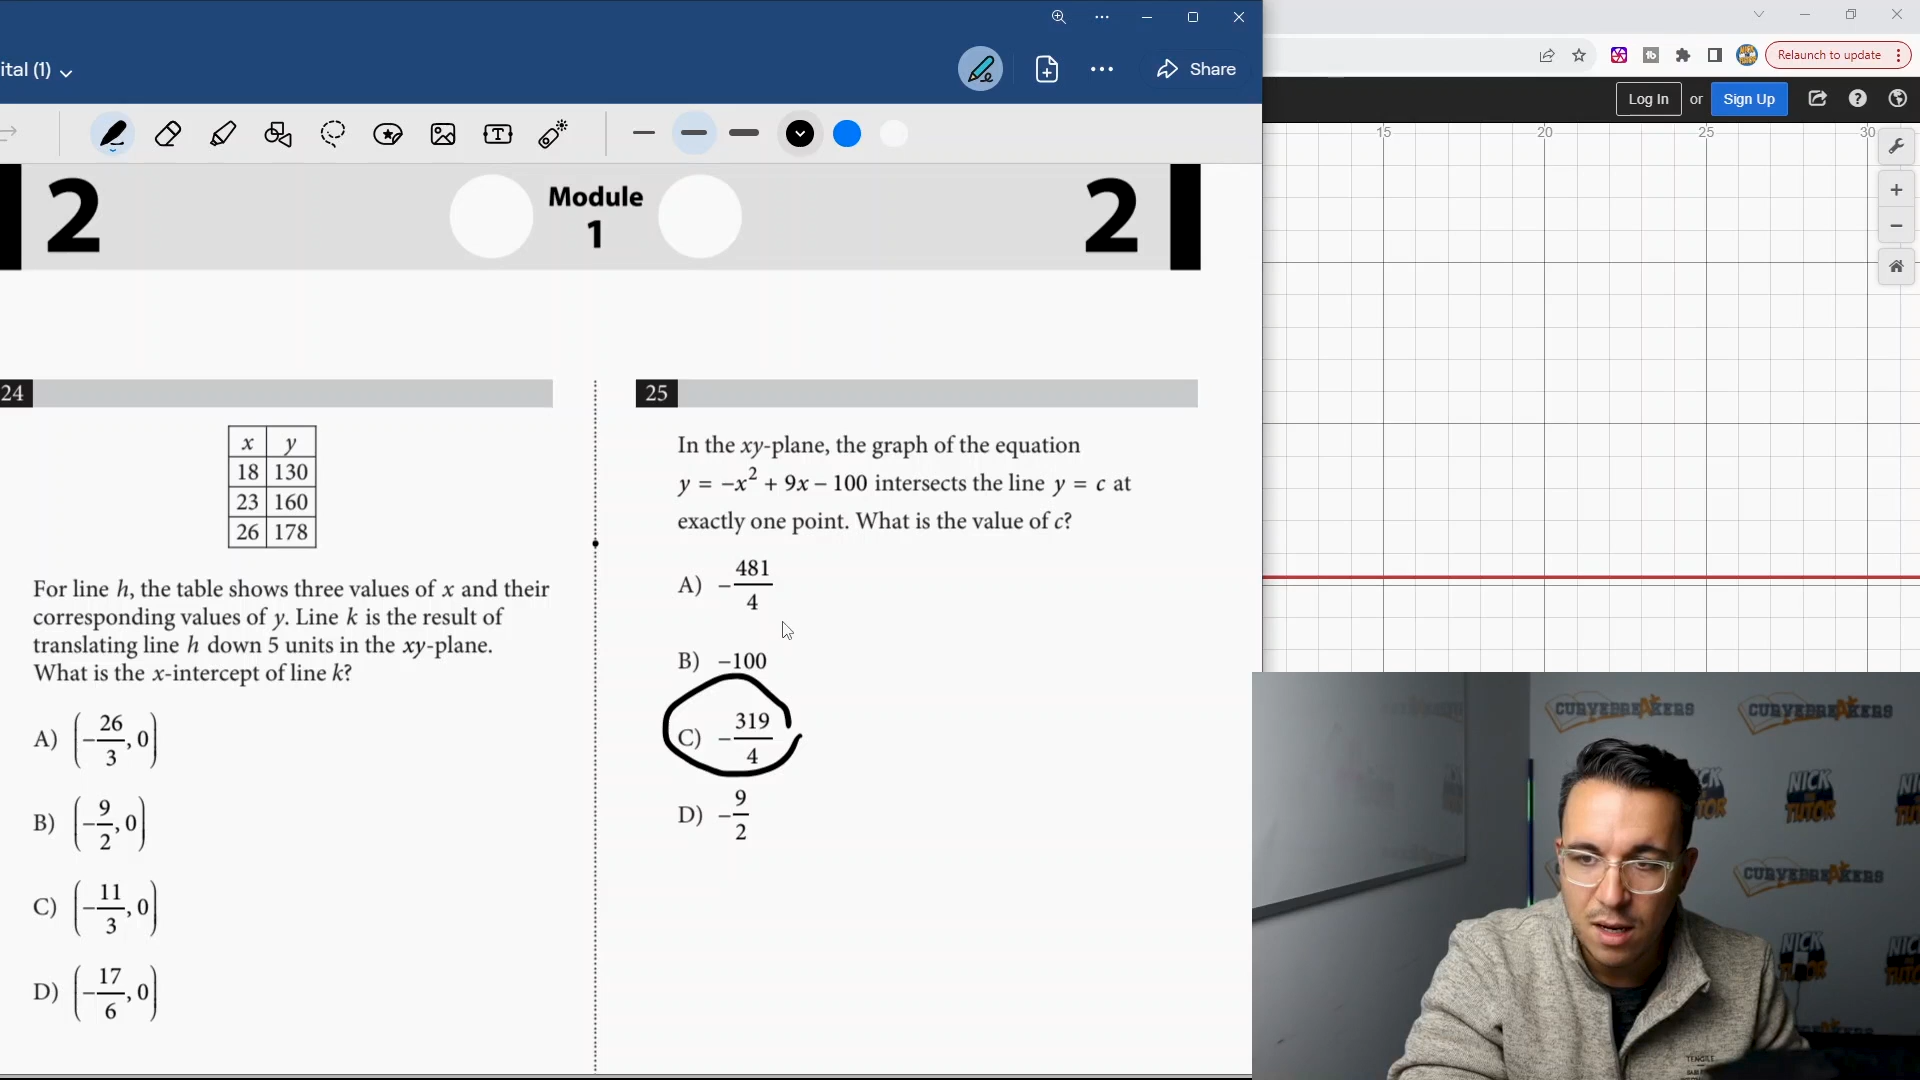 ital (1)
Share
Relaunch to update
Log In or Sign Up
15 20 25 30
2 Module 1 2
24
x y
18 130
23 160
26 178
For line h, the table shows three values of x and their
corresponding values of y. Line k is the result of
translating line h down 5 units in the xy-plane.
What is the x-intercept of line k?
A) (-26/3, 0)
B) (-9/2, 0)
C) (-11/3, 0)
D) (-17/6, 0)
25
In the xy-plane, the graph of the equation
y = -x² + 9x - 100 intersects the line y = c at
exactly one point. What is the value of c?
A) -481/4
B) -100
C) -319/4
D) -9/2
CURVEBREAKERS CURVEBREAKERS
NICK THE TUTOR
CURVEBREAKERS
NICK THE TUTOR